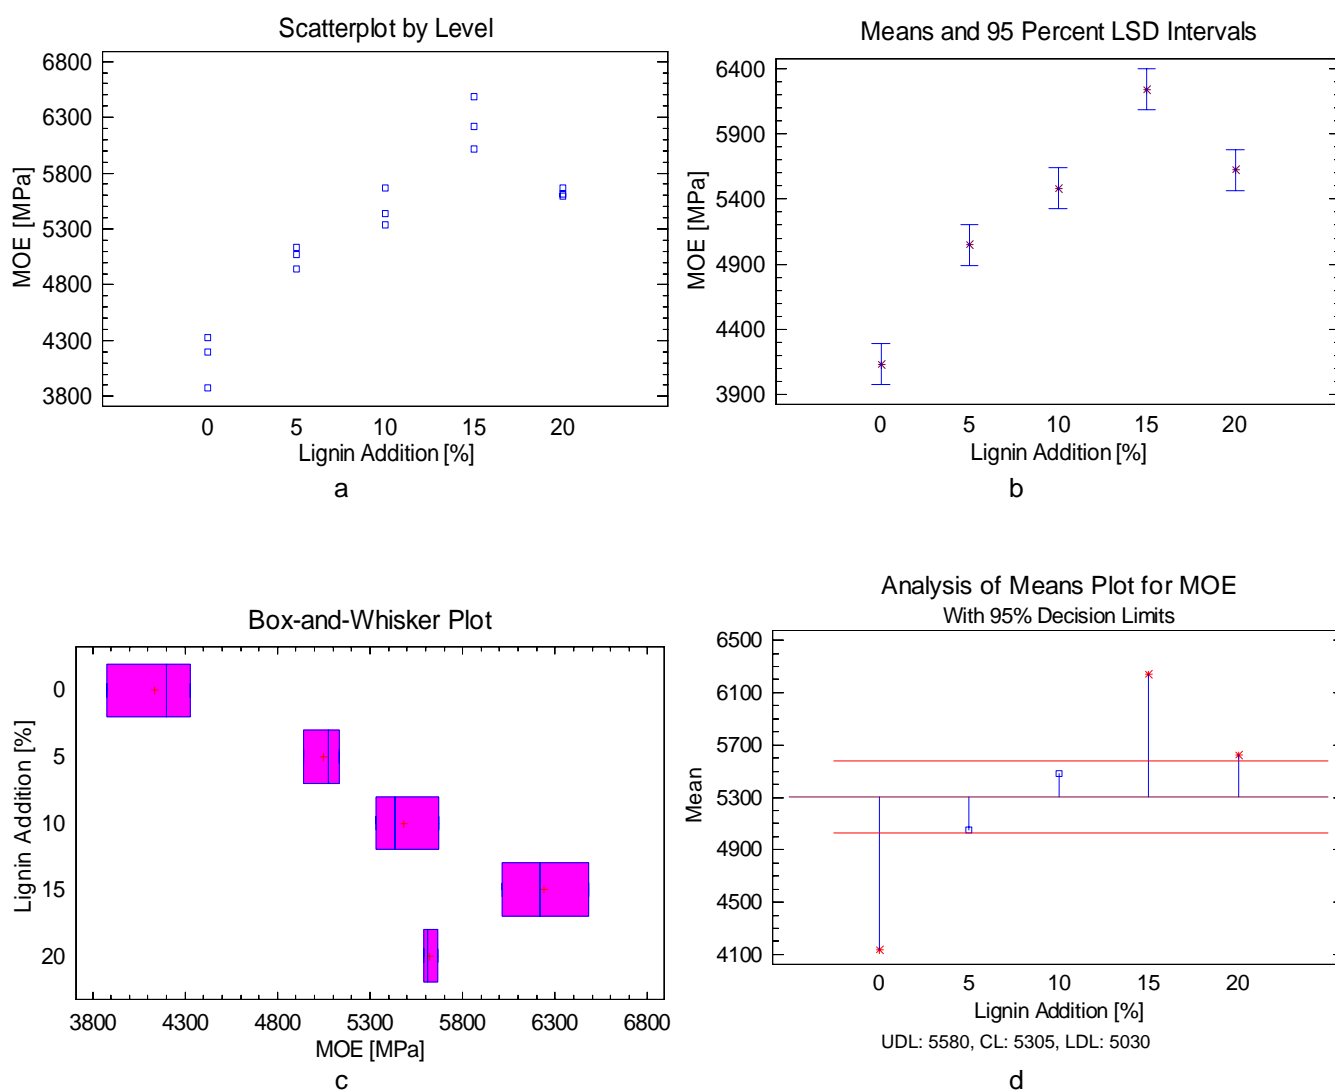 Scatterplot by Level
MOE [MPa]
6800
6300
5800
5300
4800
4300
3800
0 5 10 15 20
Lignin Addition [%]
a
Means and 95 Percent LSD Intervals
MOE [MPa]
6400
5900
5400
4900
4400
3900
0 5 10 15 20
Lignin Addition [%]
b
Box-and-Whisker Plot
Lignin Addition [%]
0
5
10
15
20
3800 4300 4800 5300 5800 6300 6800
MOE [MPa]
c
Analysis of Means Plot for MOE
With 95% Decision Limits
Mean
6500
6100
5700
5300
4900
4500
4100
0 5 10 15 20
Lignin Addition [%]
UDL: 5580, CL: 5305, LDL: 5030
d